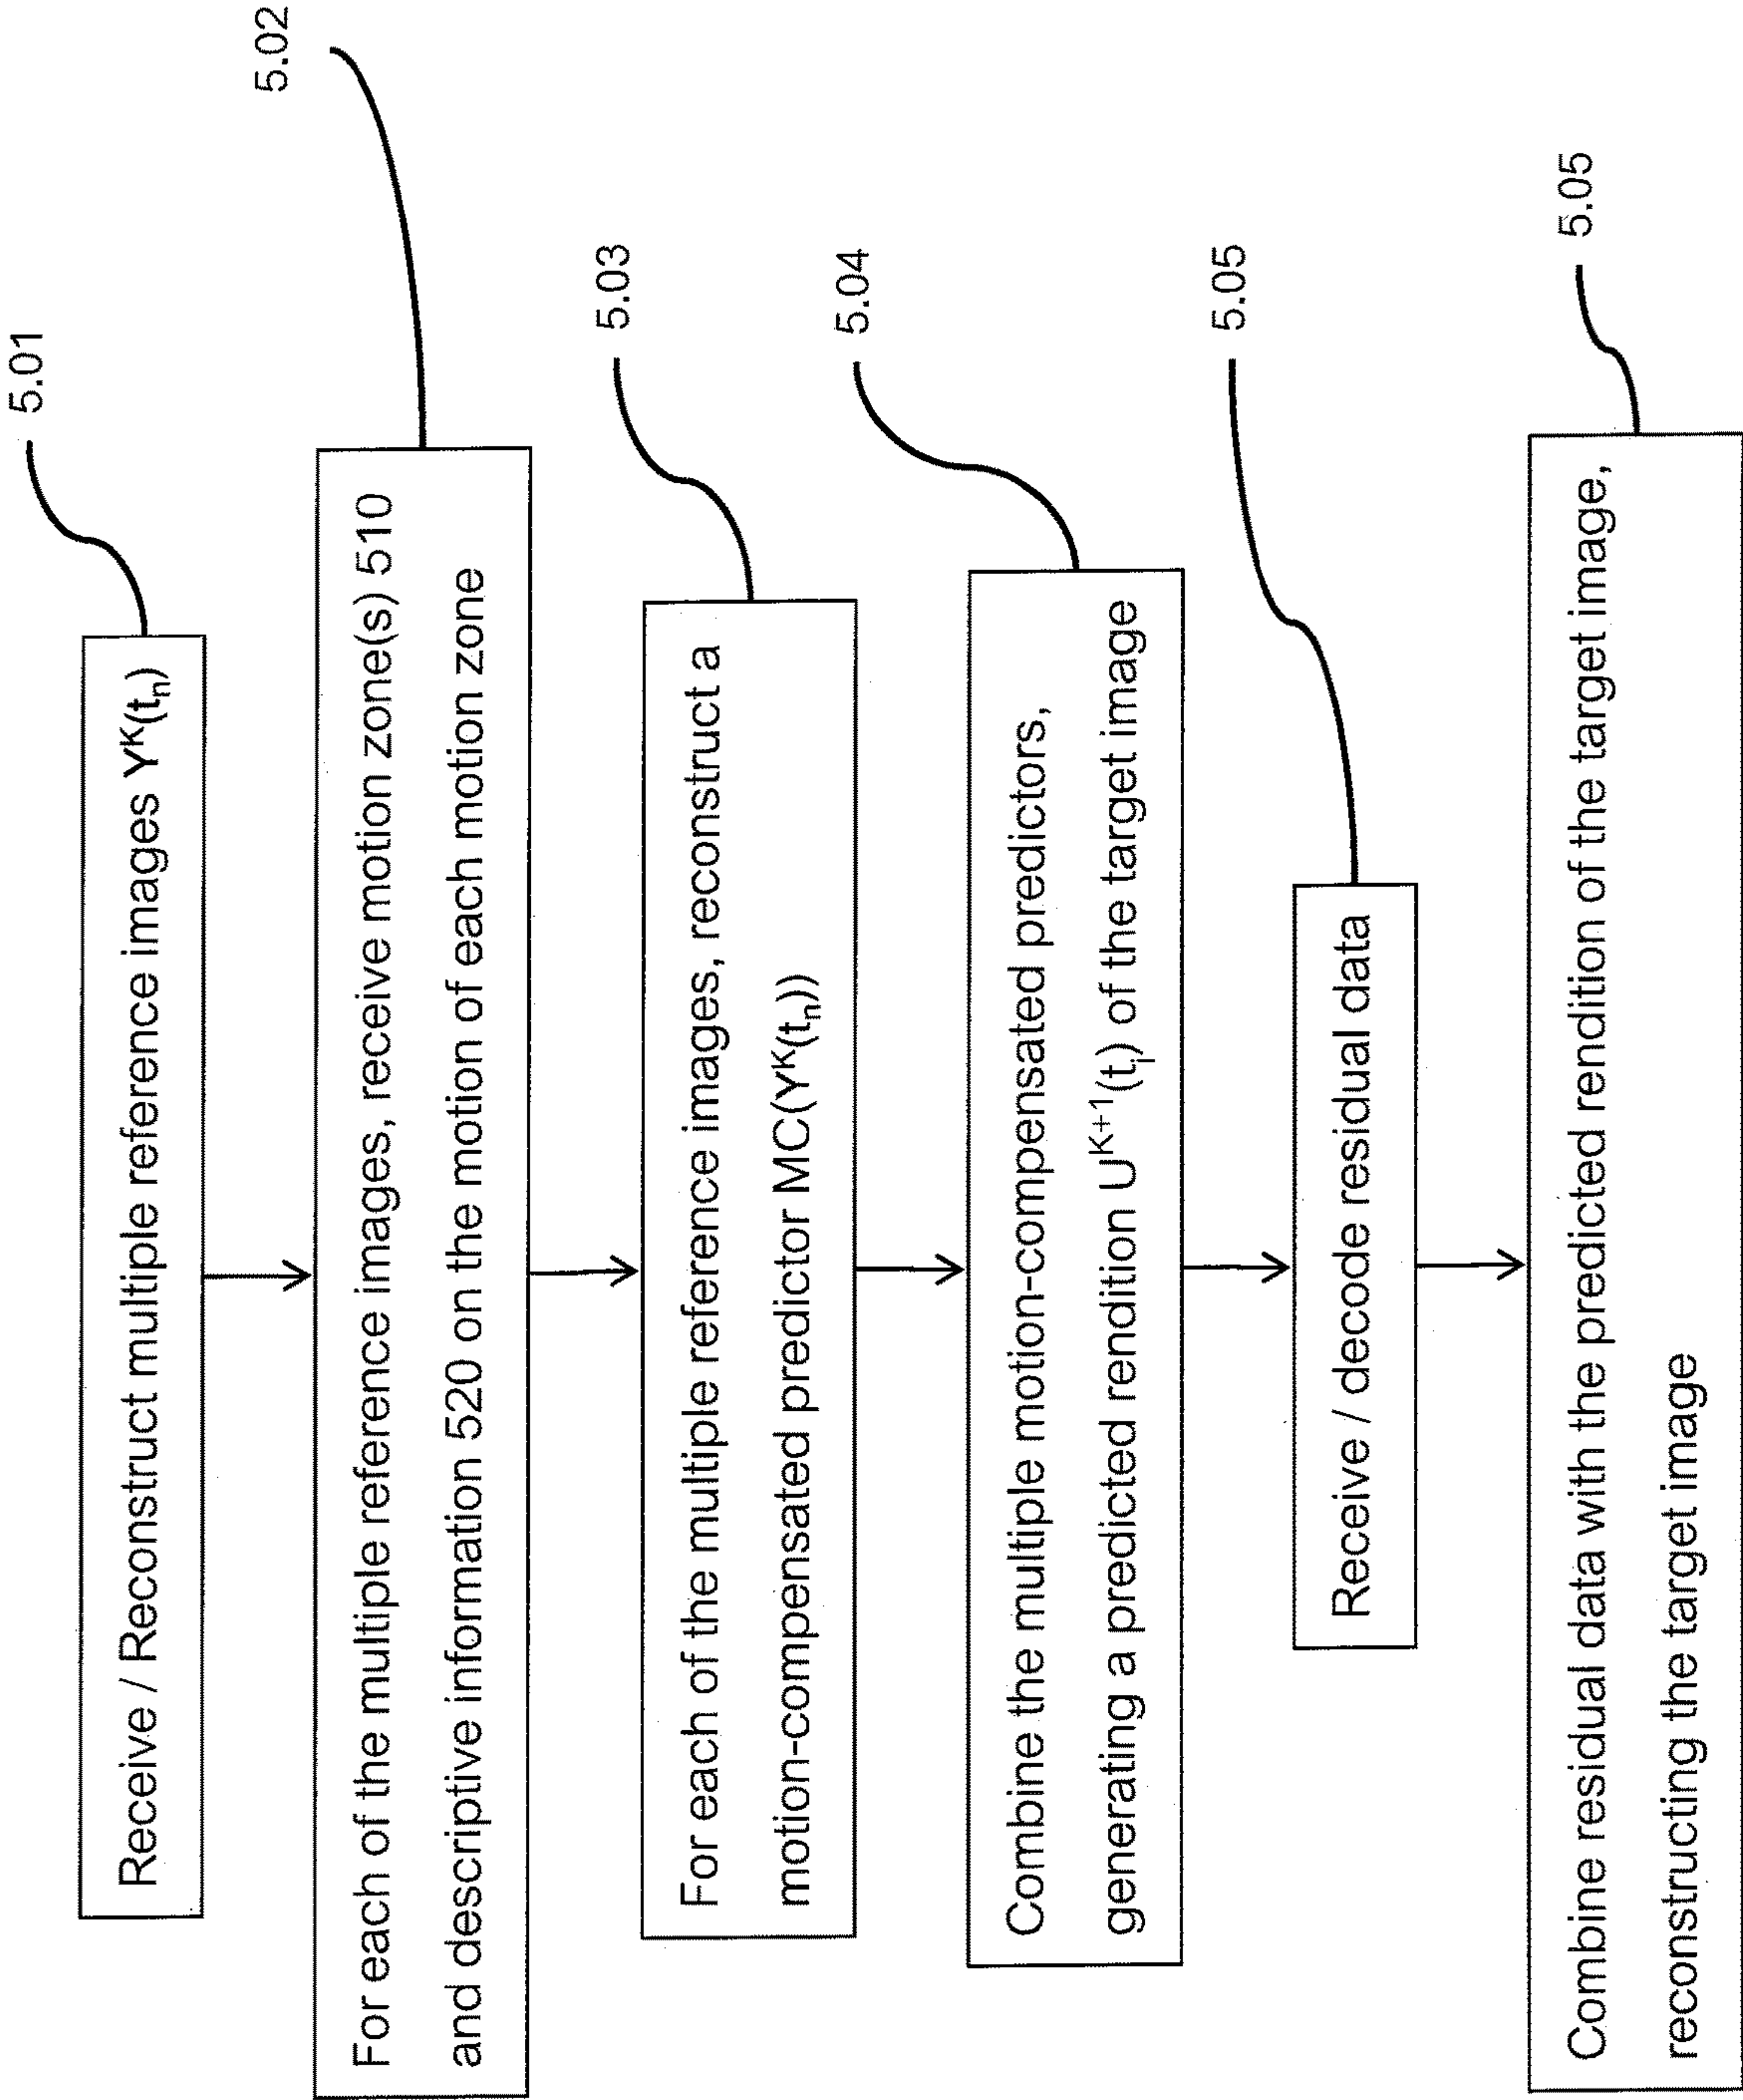 5.01
Receive / Reconstruct multiple reference images Y^K(t_n)
5.02
For each of the multiple reference images, receive motion zone(s) 510
and descriptive information 520 on the motion of each motion zone
5.03
For each of the multiple reference images, reconstruct a
motion-compensated predictor MC(Y^K(t_n))
5.04
Combine the multiple motion-compensated predictors,
generating a predicted rendition U^K+1(t_j) of the target image
5.05
Receive / decode residual data
5.05
Combine residual data with the predicted rendition of the target image,
reconstructing the target image